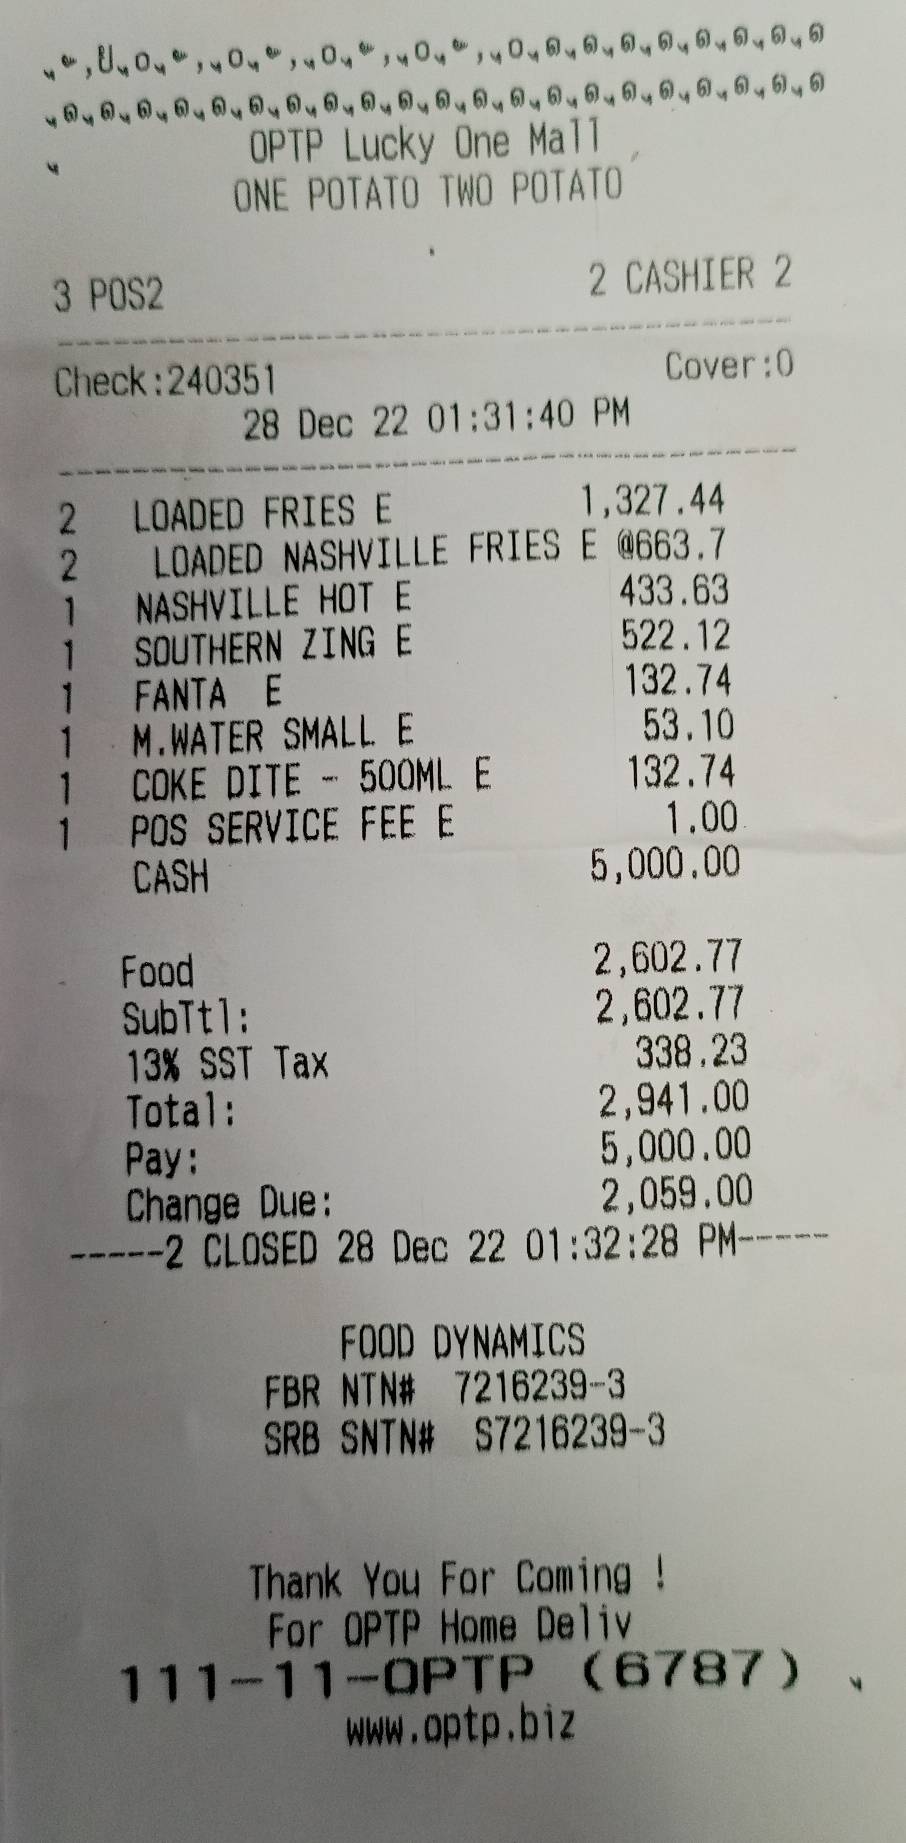 OPTP Lucky One Mall
ONE POTATO TWO POTATO
3 POS2 2 CASHIER 2
Check:240351 Cover:0
28 Dec 22 01:31:40 PM
2 LOADED FRIES E 1,327.44
2 LOADED NASHVILLE FRIES E @663.7
1 NASHVILLE HOT E 433.63
1 SOUTHERN ZING E 522.12
1 FANTA E 132.74
1 M.WATER SMALL E 53.10
1 COKE DITE - 500ML E 132.74
1 POS SERVICE FEE E 1.00
CASH 5,000.00
Food 2,602.77
SubTtl: 2,602.77
13% SST Tax 338.23
Total: 2,941.00
Pay: 5,000.00
Change Due: 2,059.00
-----2 CLOSED 28 Dec 22 01:32:28 PM-----
FOOD DYNAMICS
FBR NTN# 7216239-3
SRB SNTN# S7216239-3
Thank You For Coming !
For OPTP Home Deliv
111-11-OPTP (6787)
www.optp.biz